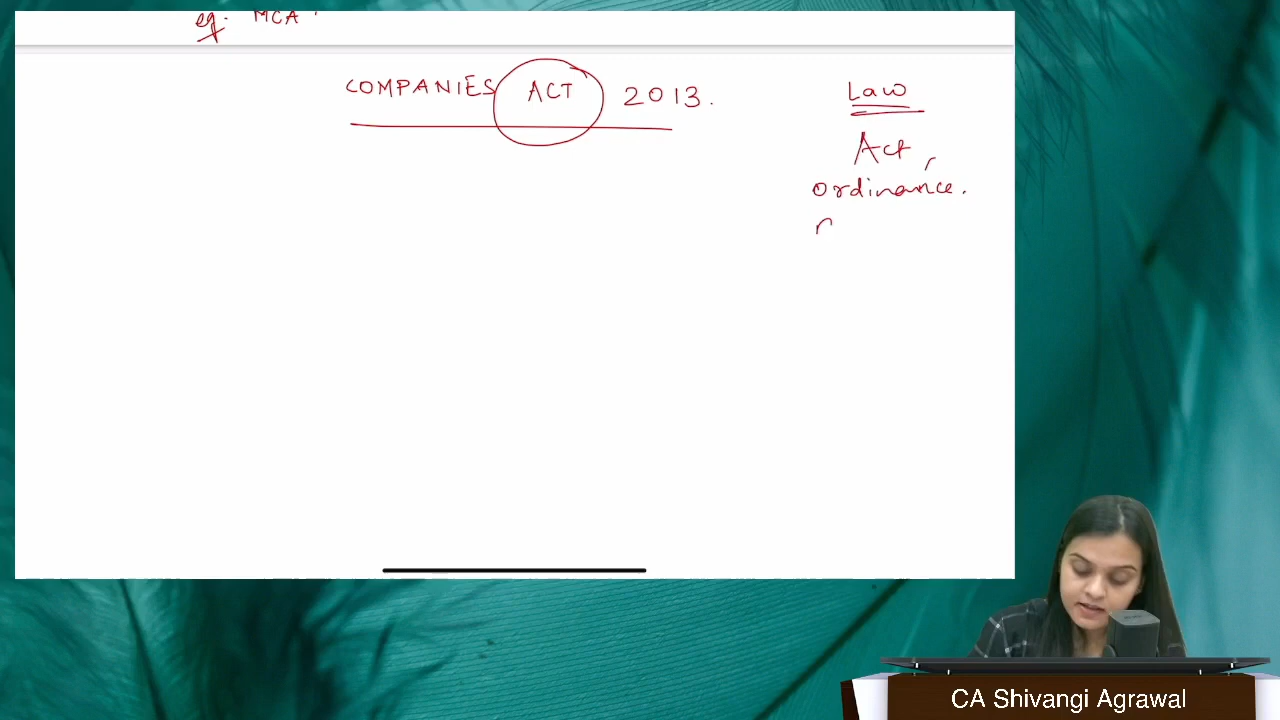 eg. MCA
COMPANIES ACT 2013.
Law
Act,
ordinance.
CA Shivangi Agrawal